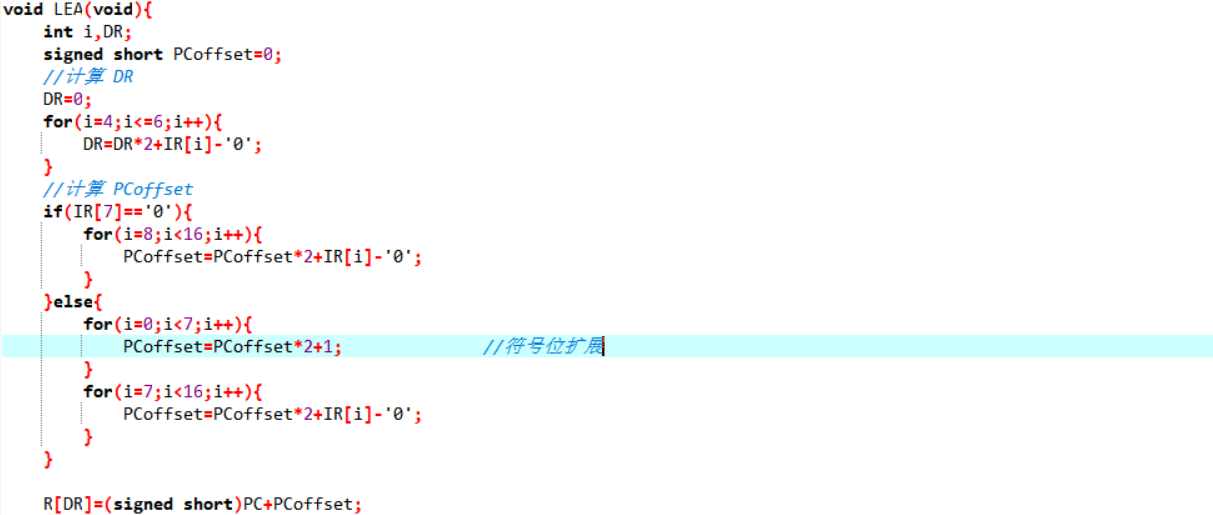 void LEA(void){
    int i,DR;
    signed short PCoffset=0;
    //计算 DR
    DR=0;
    for(i=4;i<=6;i++){
        DR=DR*2+IR[i]-'0';
    }
    //计算 PCoffset
    if(IR[7]=='0'){
        for(i=8;i<16;i++){
            PCoffset=PCoffset*2+IR[i]-'0';
        }
    }else{
        for(i=0;i<7;i++){
            PCoffset=PCoffset*2+1;              //符号位扩展
        }
        for(i=7;i<16;i++){
            PCoffset=PCoffset*2+IR[i]-'0';
        }
    }
    R[DR]=(signed short)PC+PCoffset;